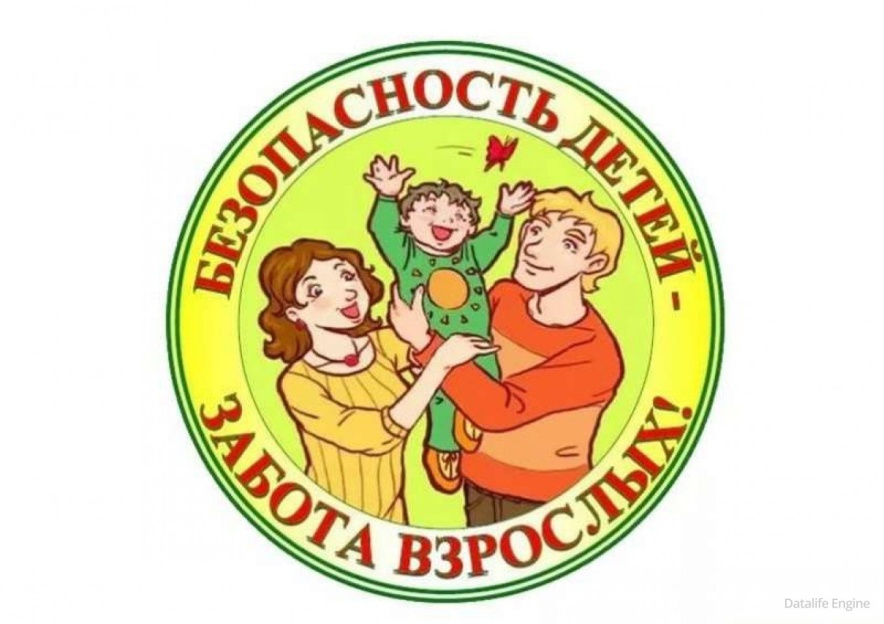 БЕЗОПАСНОСТЬ ДЕТЕЙ -
ЗАБОТА ВЗРОСЛЫХ!
Datalife Engine